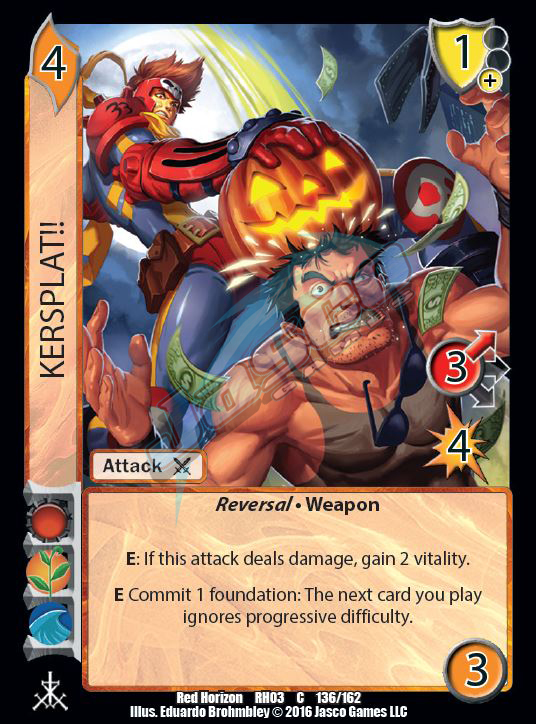 4
1
+
KERSPLAT!!
33
3
4
Attack
Reversal • Weapon
E: If this attack deals damage, gain 2 vitality.
E Commit 1 foundation: The next card you play
ignores progressive difficulty.
3
Red Horizon RH03 C 136/162
Illus. Eduardo Brohmbley © 2016 Jasco Games LLC